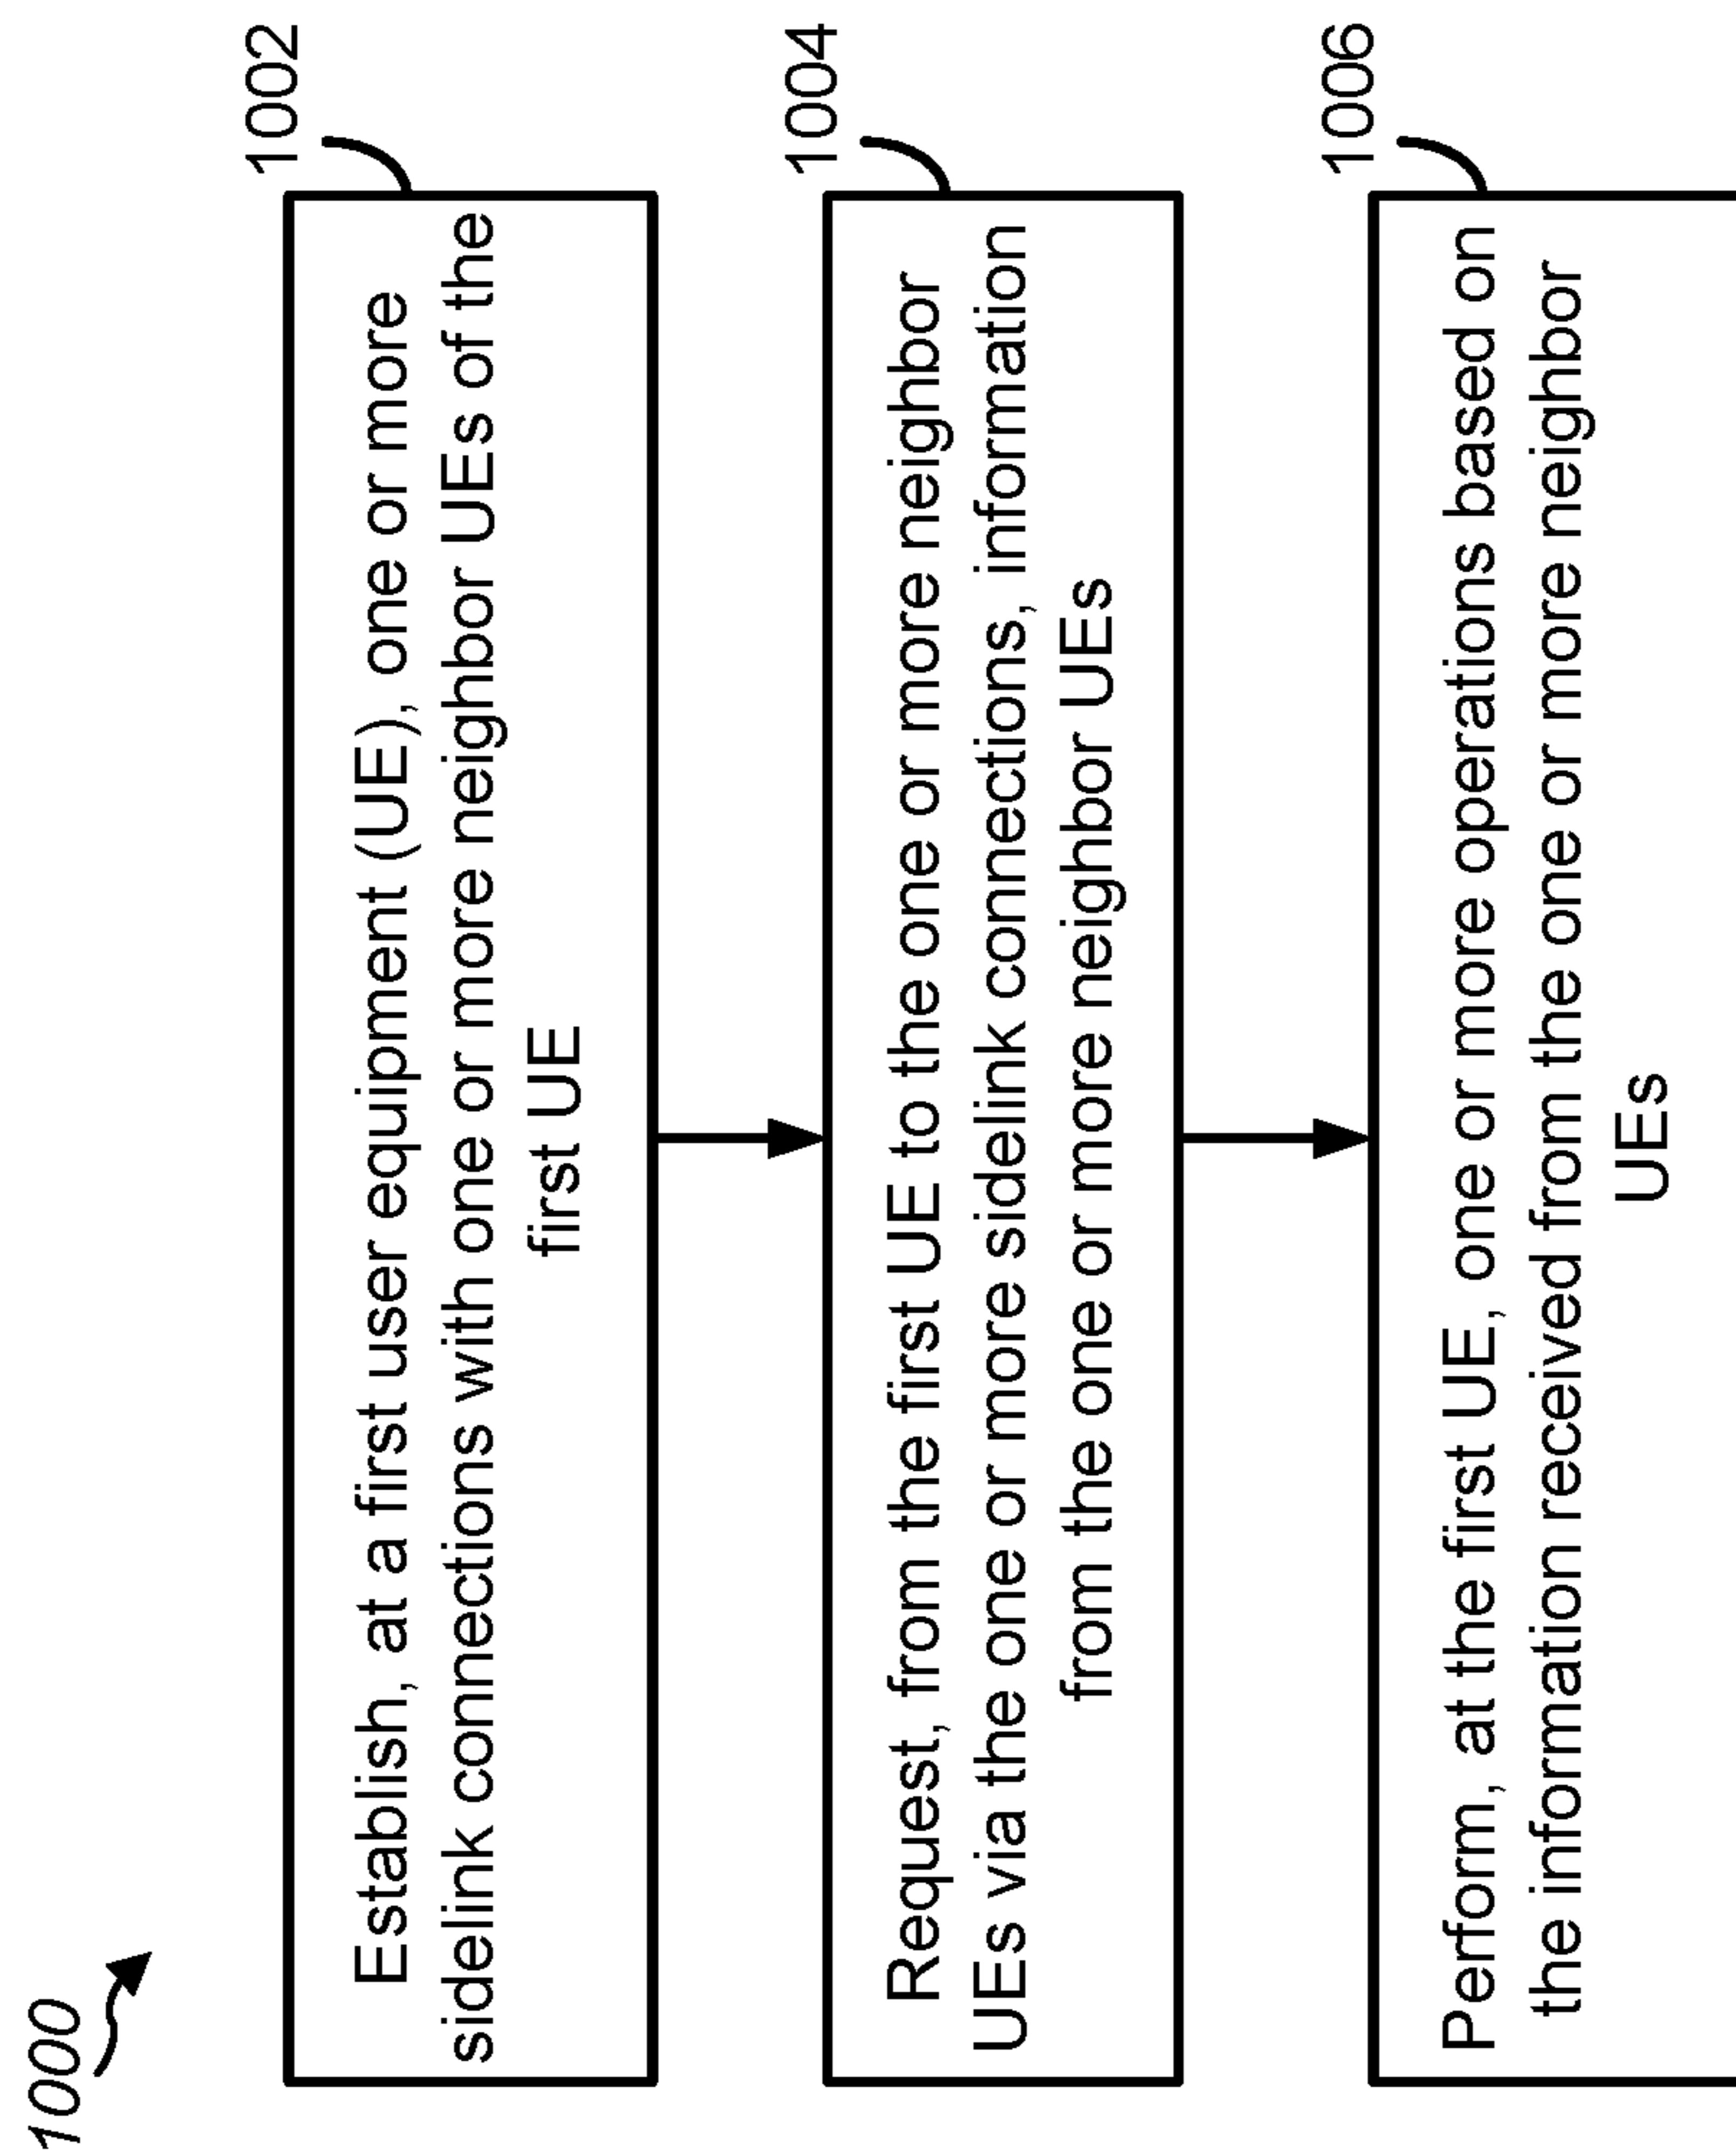 1000
1002
Establish, at a first user equipment (UE), one or more
sidelink connections with one or more neighbor UEs of the
first UE
1004
Request, from the first UE to the one or more neighbor
UEs via the one or more sidelink connections, information
from the one or more neighbor UEs
1006
Perform, at the first UE, one or more operations based on
the information received from the one or more neighbor
UEs